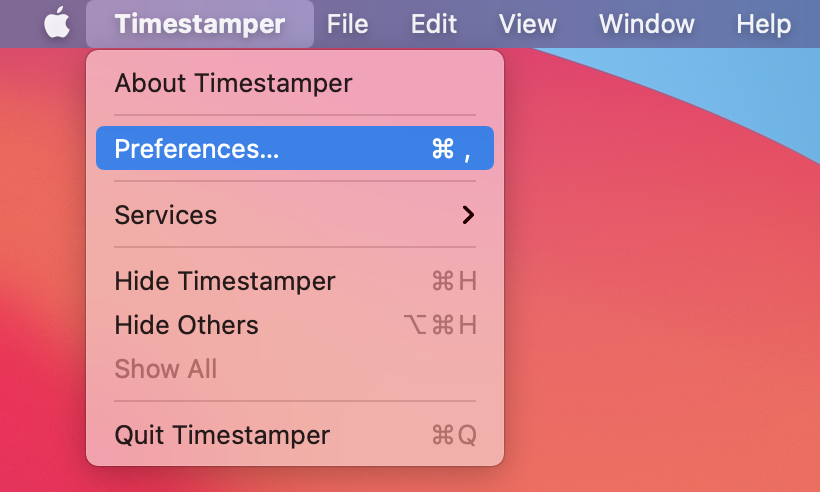 Timestamper File Edit View Window Help
About Timestamper
Preferences... ⌘ ,
Services
Hide Timestamper ⌘H
Hide Others ⌥⌘H
Show All
Quit Timestamper ⌘Q